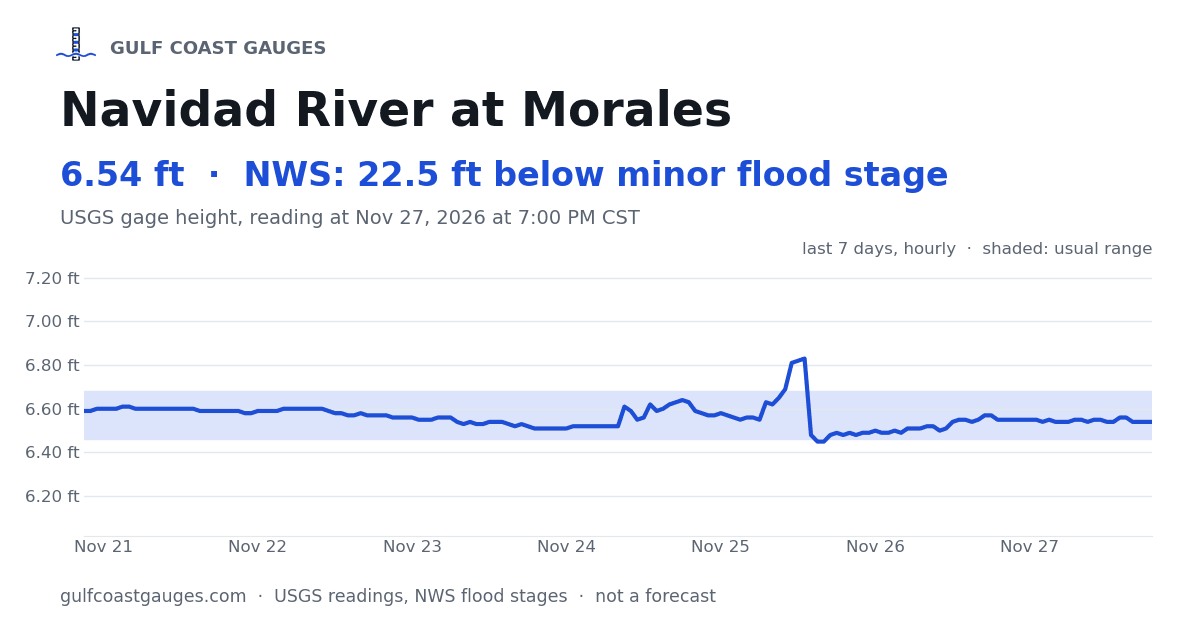 GULF COAST GAUGES
Navidad River at Morales
6.54 ft · NWS: 22.5 ft below minor flood stage
USGS gage height, reading at Nov 27, 2026 at 7:00 PM CST
last 7 days, hourly · shaded: usual range
7.20 ft
7.00 ft
6.80 ft
6.60 ft
6.40 ft
6.20 ft
Nov 21 Nov 22 Nov 23 Nov 24 Nov 25 Nov 26 Nov 27
gulfcoastgauges.com · USGS readings, NWS flood stages · not a forecast